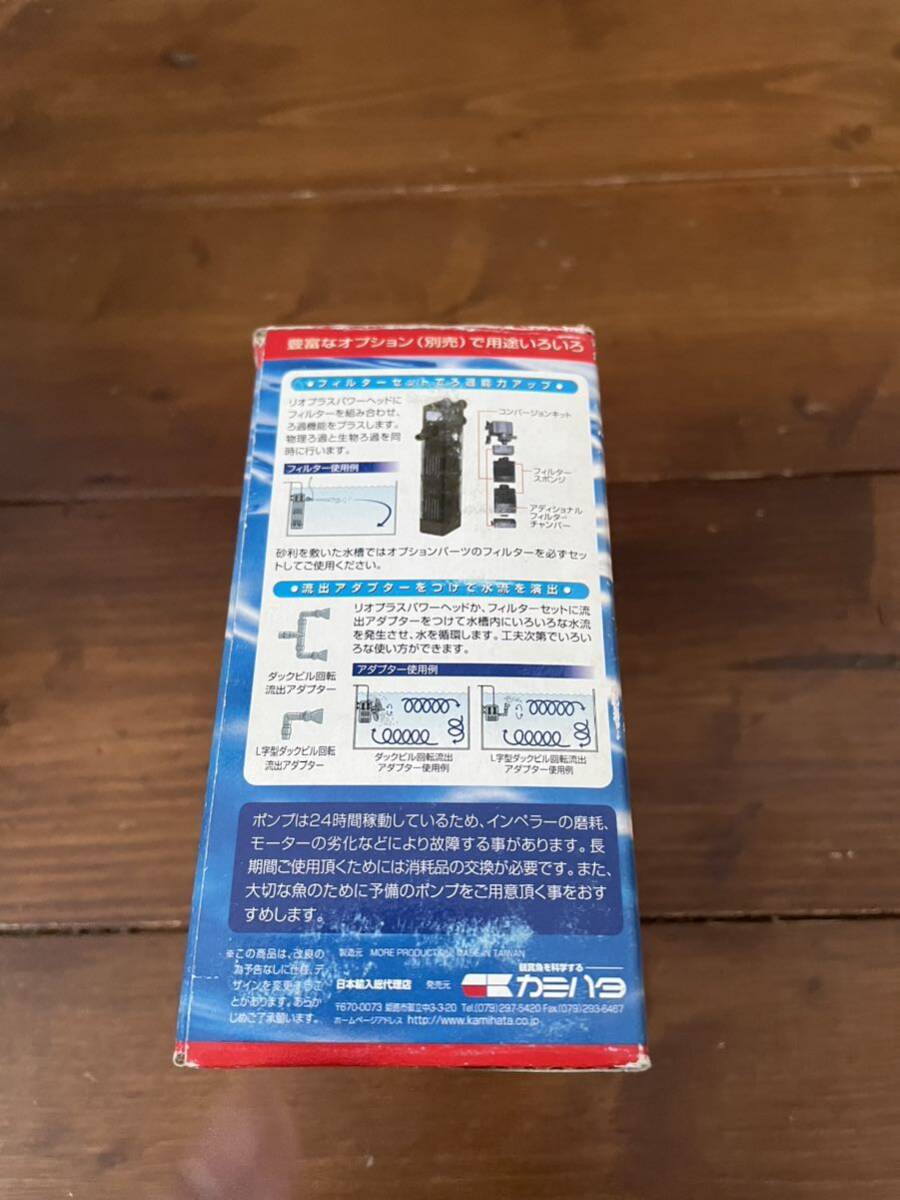 豊富なオプション(別売)で用途いろいろ
●フィルターセットでろ過能力アップ●
リオプラスパワーヘッドに
フィルターを組み合わせ、
ろ過機能をプラスします。
物理ろ過と生物ろ過を同
時に行います。
フィルター使用例
コンバージョンキット
フィルター
スポンジ
アディショナル
フィルター
チャンバー
砂利を敷いた水槽ではオプションパーツのフィルターを必ずセッ
トしてご使用ください。
●流出アダプターをつけて水流を演出●
ダックビル回転
流出アダプター
L字型ダックビル回転
流出アダプター
リオプラスパワーヘッドか、フィルターセットに流
出アダプターをつけて水槽内にいろいろな水流
を発生させ、水を循環します。工夫次第でいろい
ろな使い方ができます。
アダプター使用例
ダックビル回転流出
アダプター使用例
L字型ダックビル回転流出
アダプター使用例
ポンプは24時間稼動しているため、インペラーの磨耗、
モーターの劣化などにより故障する事があります。長
期間ご使用頂くためには消耗品の交換が必要です。また、
大切な魚のために予備のポンプをご用意頂く事をおす
すめします。
※この商品は、改良の
為予告なしに仕様、デ
ザインを変更するこ
とがあります。あらか
じめご了承願います。
製造元 MORE PRODUCTION MADE IN TAIWAN
日本輸入総代理店 発売元
観賞魚を科学する
カミハタ
〒670-0073 姫路市御立中3-3-20 Tel.(079)297-5420 Fax.(079)293-6467
ホームページアドレス http://www.kamihata.co.jp